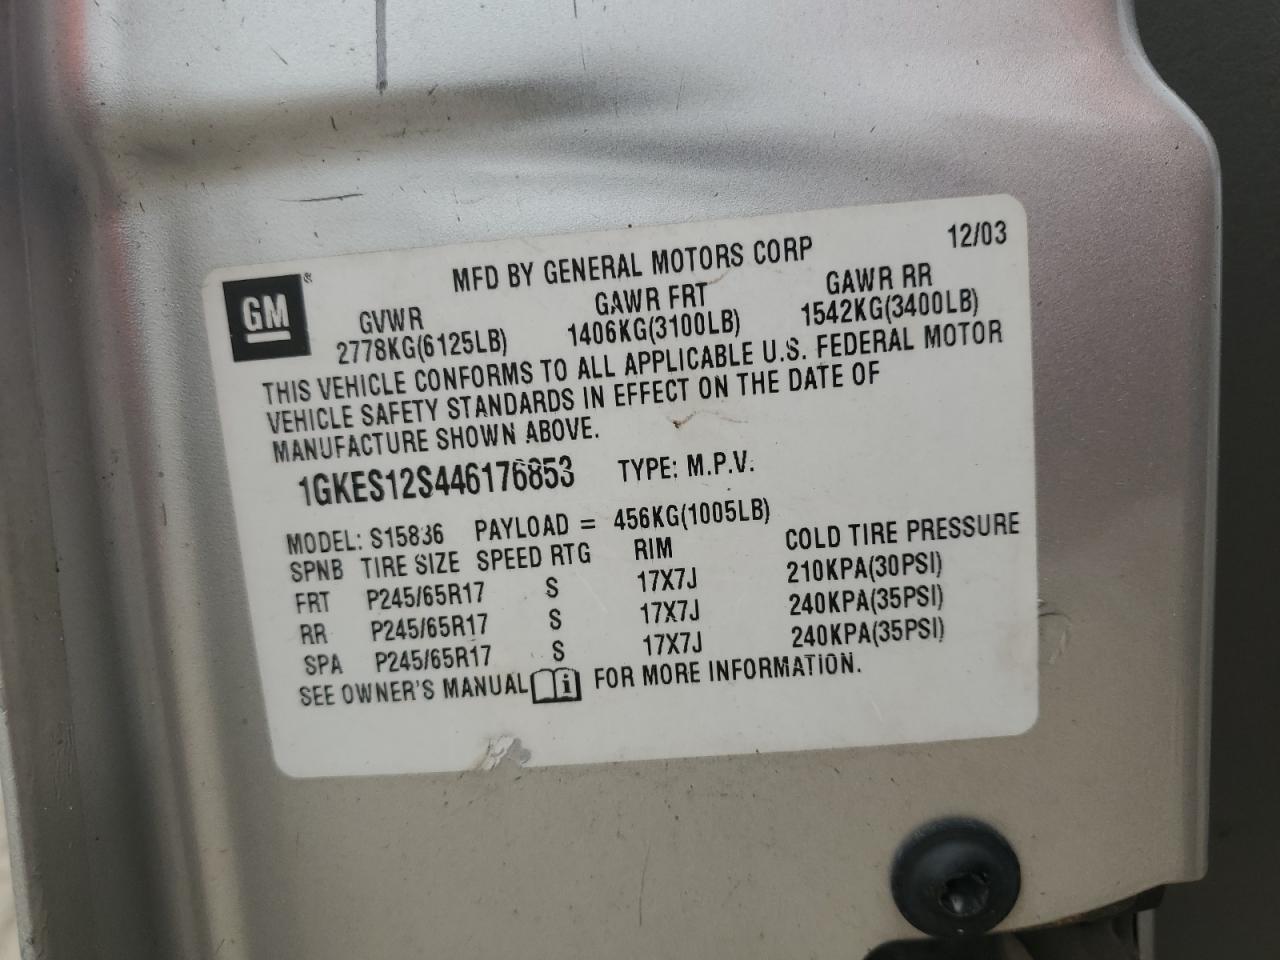 GM ®
MFD BY GENERAL MOTORS CORP 12/03
GVWR GAWR FRT GAWR RR
2778KG(6125LB) 1406KG(3100LB) 1542KG(3400LB)
THIS VEHICLE CONFORMS TO ALL APPLICABLE U.S. FEDERAL MOTOR
VEHICLE SAFETY STANDARDS IN EFFECT ON THE DATE OF
MANUFACTURE SHOWN ABOVE.
1GKES12S446176853 TYPE: M.P.V.
MODEL: S15836 PAYLOAD = 456KG(1005LB)
SPNB TIRE SIZE SPEED RTG RIM COLD TIRE PRESSURE
FRT P245/65R17 S 17X7J 210KPA(30PSI)
RR P245/65R17 S 17X7J 240KPA(35PSI)
SPA P245/65R17 S 17X7J 240KPA(35PSI)
SEE OWNER'S MANUAL i FOR MORE INFORMATION.